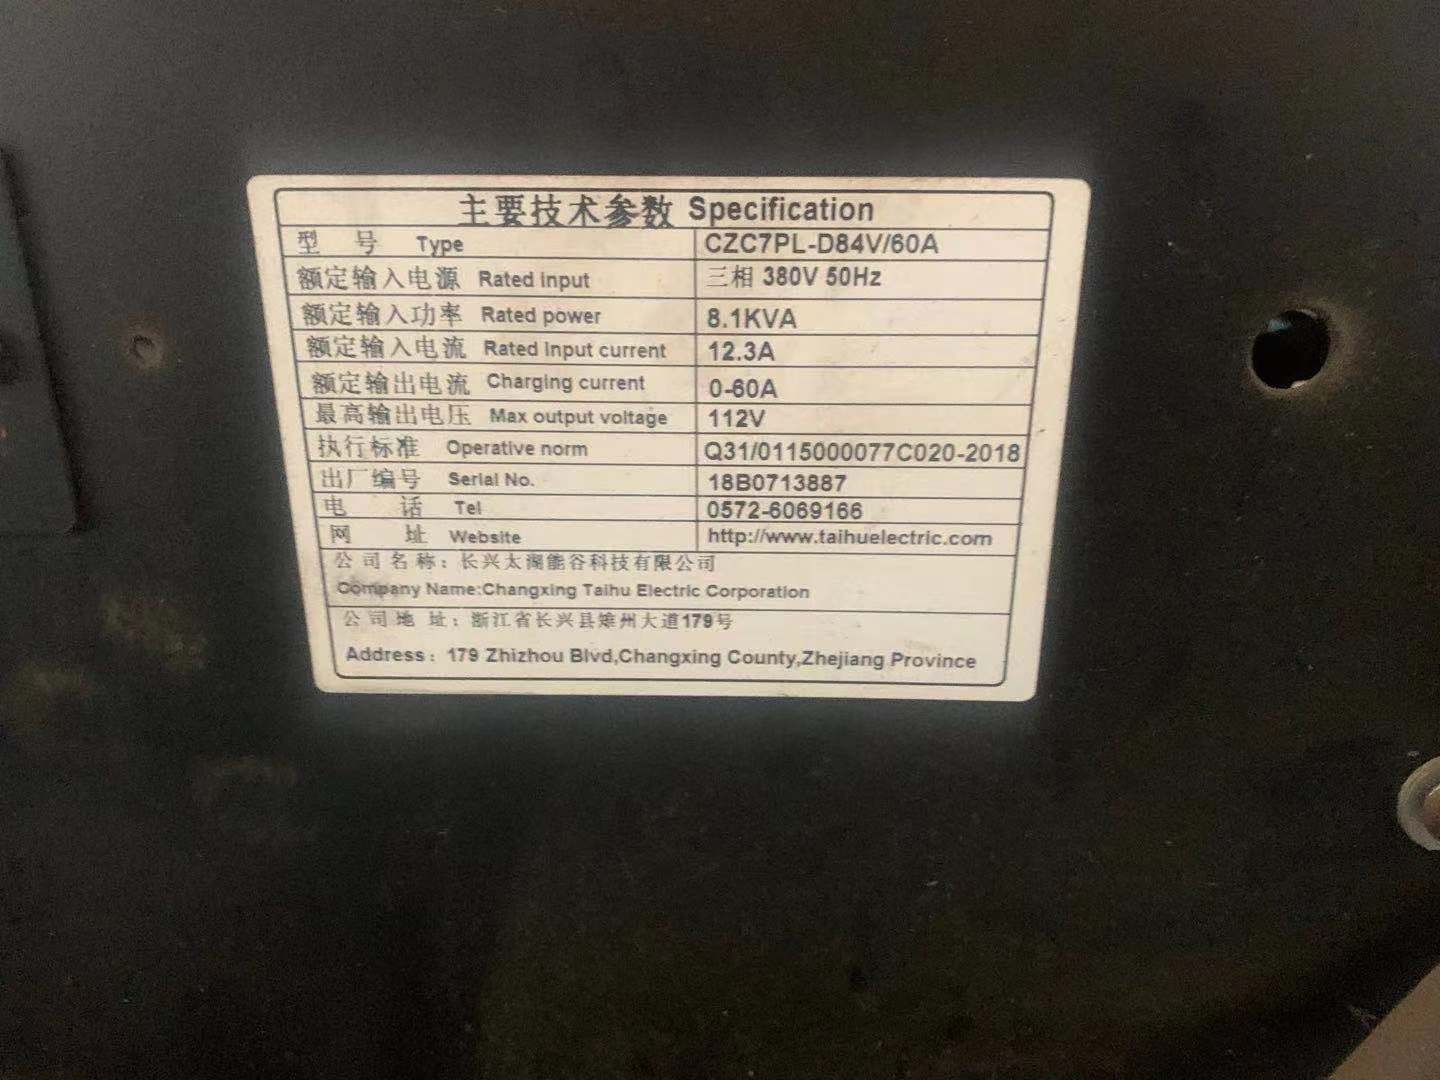 主要技术参数 Specification
型 号 Type CZC7PL-D84V/60A
额定输入电源 Rated input 三相 380V 50Hz
额定输入功率 Rated power 8.1KVA
额定输入电流 Rated input current 12.3A
额定输出电流 Charging current 0-60A
最高输出电压 Max output voltage 112V
执行标准 Operative norm Q31/0115000077C020-2018
出厂编号 Serial No. 18B0713887
电 话 Tel 0572-6069166
网 址 Website http://www.taihuelectric.com
公司名称：长兴太湖能谷科技有限公司
Company Name:Changxing Taihu Electric Corporation
公司地址：浙江省长兴县雉州大道179号
Address：179 Zhizhou Blvd,Changxing County,Zhejiang Province